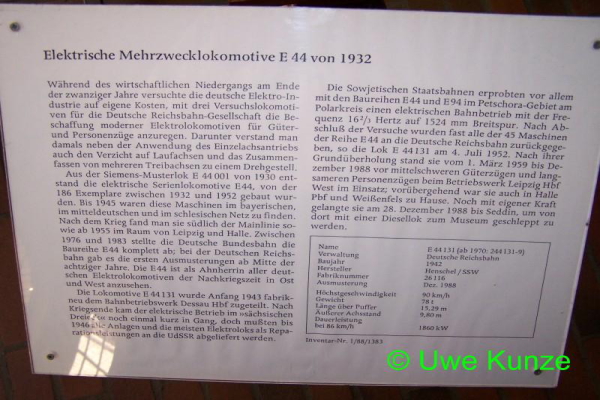 Elektrische Mehrzwecklokomotive E 44 von 1932
Während des wirtschaftlichen Niedergangs am Ende
der zwanziger Jahre versuchte die deutsche Elektro-In-
dustrie auf eigene Kosten, mit drei Versuchslokomoti-
ven für die Deutsche Reichsbahn-Gesellschaft die Be-
schaffung moderner Elektrolokomotiven für Güter-
und Personenzüge anzuregen. Darunter verstand man
damals neben der Anwendung des Einzelachsantriebs
auch den Verzicht auf Laufachsen und das Zusammen-
fassen von mehreren Treibachsen zu einem Drehgestell.
Aus der Siemens-Musterlok E 44 001 von 1930 ent-
stand die elektrische Serienlokomotive E 44, von der
186 Exemplare zwischen 1932 und 1952 gebaut wur-
den. Bis 1945 waren diese Maschinen im bayerischen,
im mitteldeutschen und im schlesischen Netz zu finden.
Nach dem Krieg fand man sie südlich der Mainlinie so-
wie ab 1955 im Raum von Leipzig und Halle. Zwischen
1976 und 1983 stellte die Deutsche Bundesbahn die
Baureihe E 44 komplett ab; bei der Deutschen Reichs-
bahn gab es die ersten Ausmusterungen ab Mitte der
achtziger Jahre. Die E 44 ist als Ahnherrin aller deut-
schen Elektrolokomotiven der Nachkriegszeit in Ost
und West anzusehen.
Die Lokomotive E 44 131 wurde Anfang 1943 fabrik-
neu dem Bahnbetriebswerk Dessau Hbf zugeteilt. Nach
Kriegsende kam der elektrische Betrieb im sächsischen
noch einmal kurz in Gang, doch mußten bis
1946 die Anlagen und die meisten Elektroloks als Repa-
rationsleistungen an die UdSSR abgeliefert werden.
Die Sowjetischen Staatsbahnen erprobten vor allem
mit den Baureihen E 44 und E 94 im Petschora-Gebiet am
Polarkreis einen elektrischen Bahnbetrieb mit der Fre-
quenz 16²/₃ Hertz auf 1524 mm Breitspur. Nach Ab-
schluß der Versuche wurden fast alle der 45 Maschinen
der Reihe E 44 an die Deutsche Reichsbahn zurückgege-
ben, so die Lok E 44 131 am 4. Juli 1952. Nach ihrer
Grundüberholung stand sie vom 1. März 1959 bis De-
zember 1988 vor mittelschweren Güterzügen und lang-
sameren Personenzügen beim Betriebswerk Leipzig Hbf
West im Einsatz; vorübergehend war sie auch in Halle
Pbf und Weißenfels zu Hause. Noch mit eigener Kraft
gelangte sie am 28. Dezember 1988 bis Seddin, um von
dort mit einer Diesellok zum Museum geschleppt zu
werden.
Name E 44 131 (ab 1970: 244 131-9)
Verwaltung Deutsche Reichsbahn
Baujahr 1942
Hersteller Henschel / SSW
Fabriknummer 26 116
Ausmusterung Dez. 1988
Höchstgeschwindigkeit 90 km/h
Gewicht 78 t
Länge über Puffer 15,29 m
Äußerer Achsstand 9,80 m
Dauerleistung
bei 86 km/h 1860 kW
Inventar-Nr. 1/88/1383
© Uwe Kunze